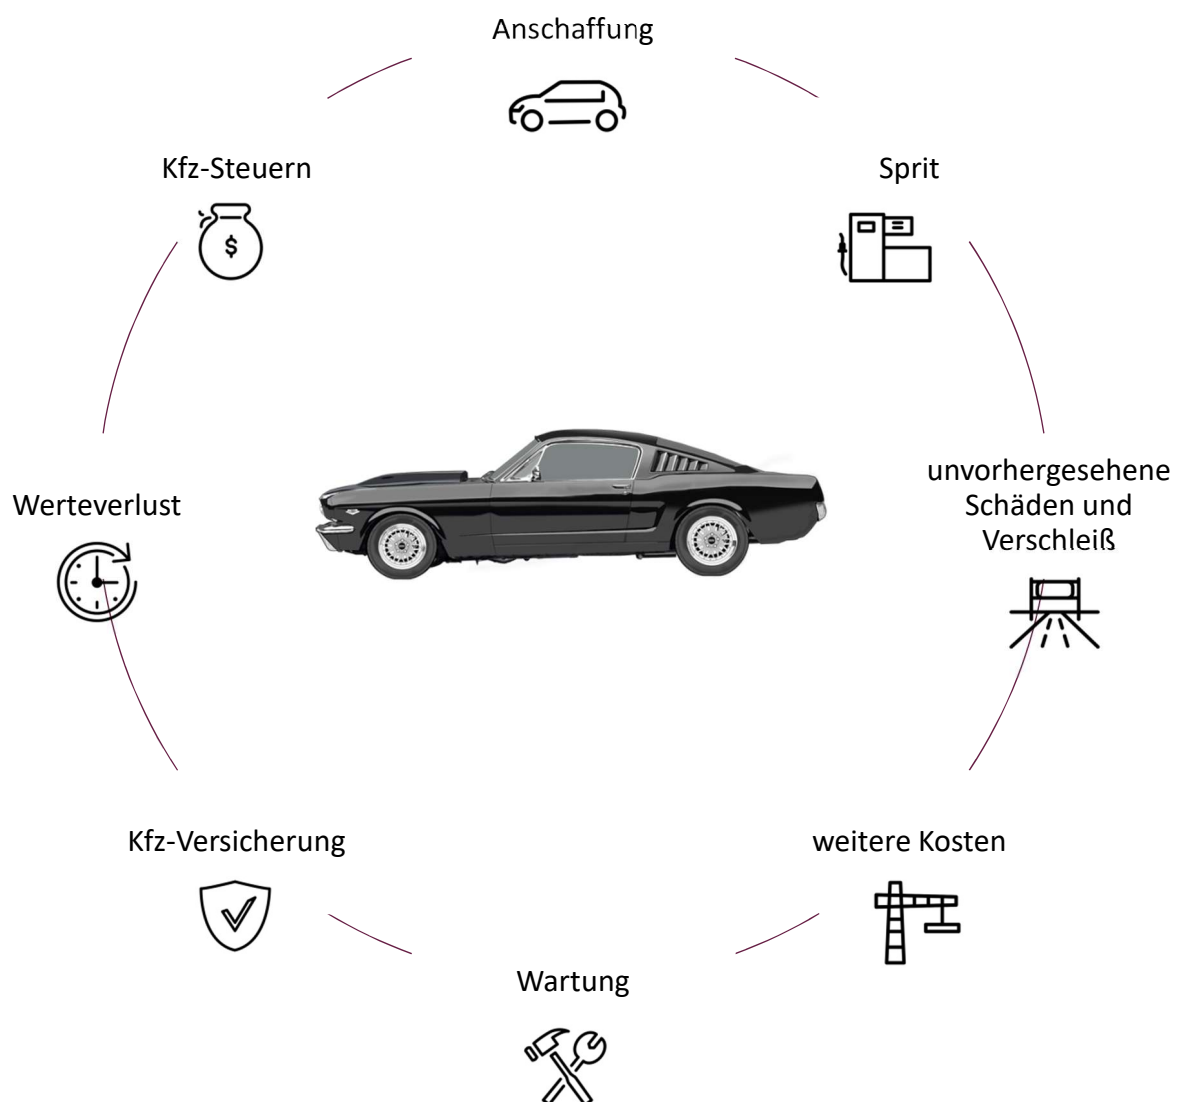 Anschaffung
Kfz-Steuern
Sprit
$
unvorhergesehene
Schäden und
Verschleiß
Werteverlust
Kfz-Versicherung
weitere Kosten
Wartung